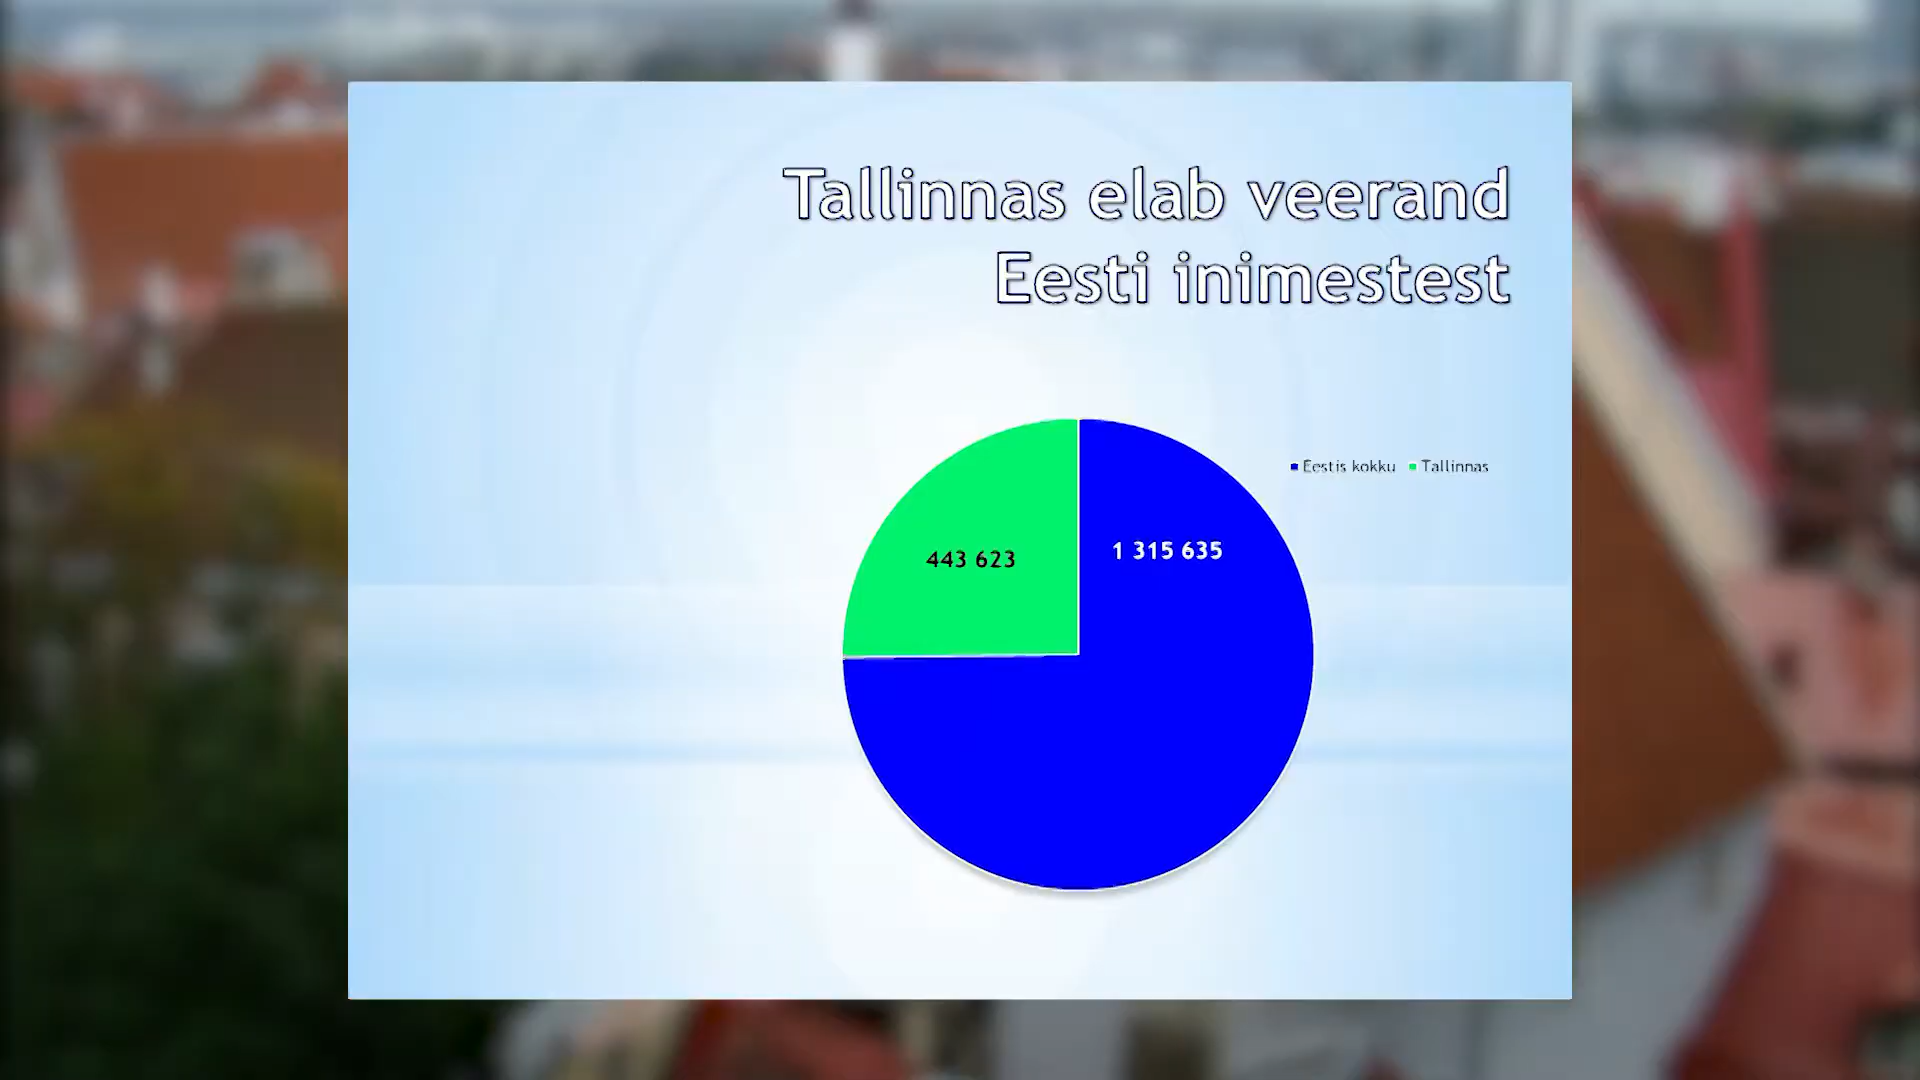 Tallinnas elab veerand
Eesti inimestest
Eestis kokku Tallinnas
443 623
1 315 635